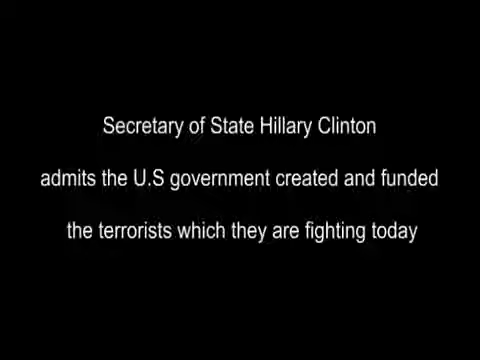 Secretary of State Hillary Clinton
admits the U.S government created and funded
the terrorists which they are fighting today